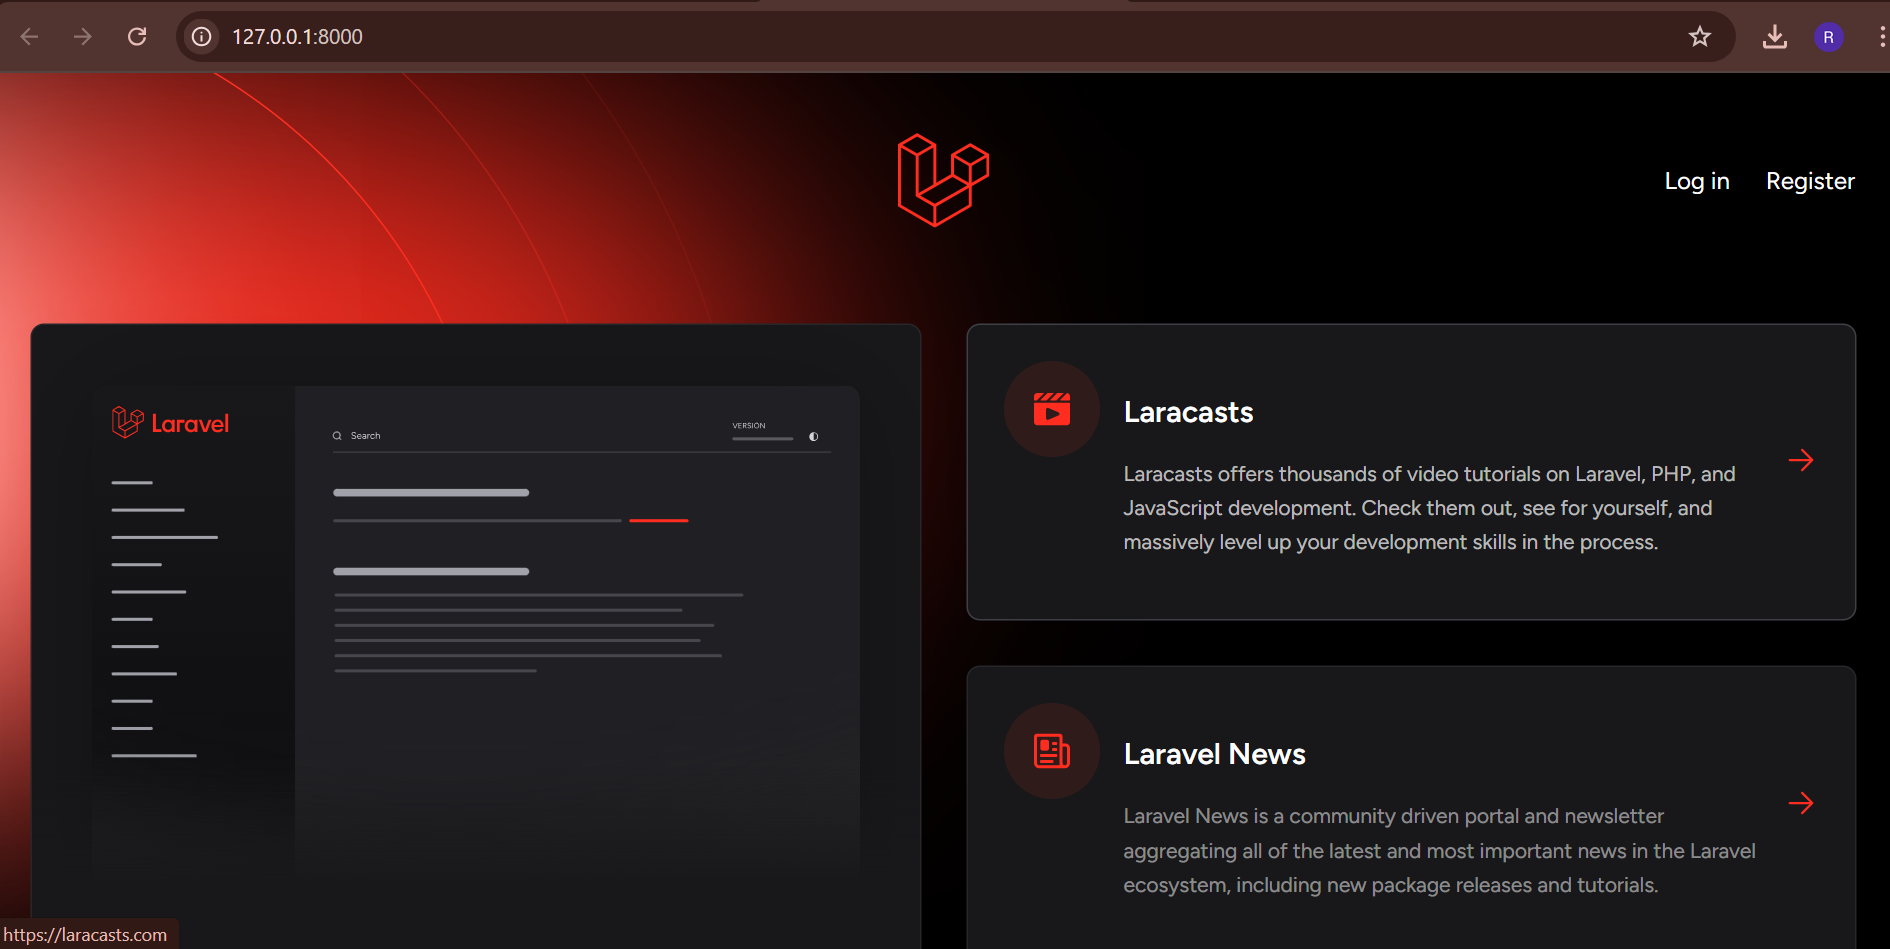 127.0.0.1:8000
R
Log in
Register
Laravel
Search
VERSION
Laracasts
Laracasts offers thousands of video tutorials on Laravel, PHP, and
JavaScript development. Check them out, see for yourself, and
massively level up your development skills in the process.
Laravel News
Laravel News is a community driven portal and newsletter
aggregating all of the latest and most important news in the Laravel
ecosystem, including new package releases and tutorials.
https://laracasts.com